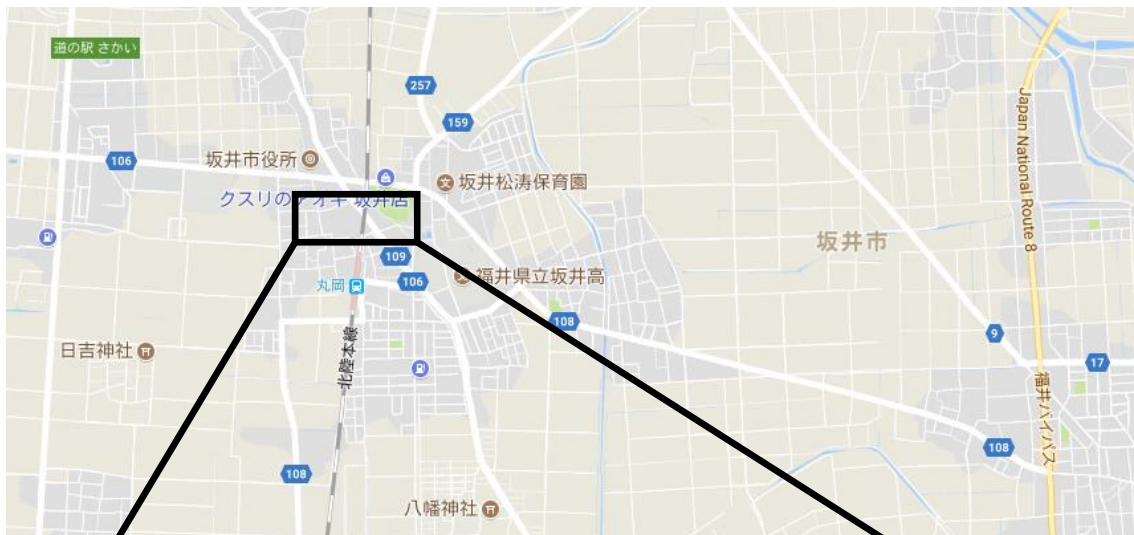 道の駅 さかい
257
159
106
坂井市役所
坂井松涛保育園
クスリのアオキ 坂井店
Japan National Route 8
坂井市
109
福井県立坂井高
丸岡
106
108
9
日吉神社
北陸本線
17
福井バイパス
108
108
八幡神社